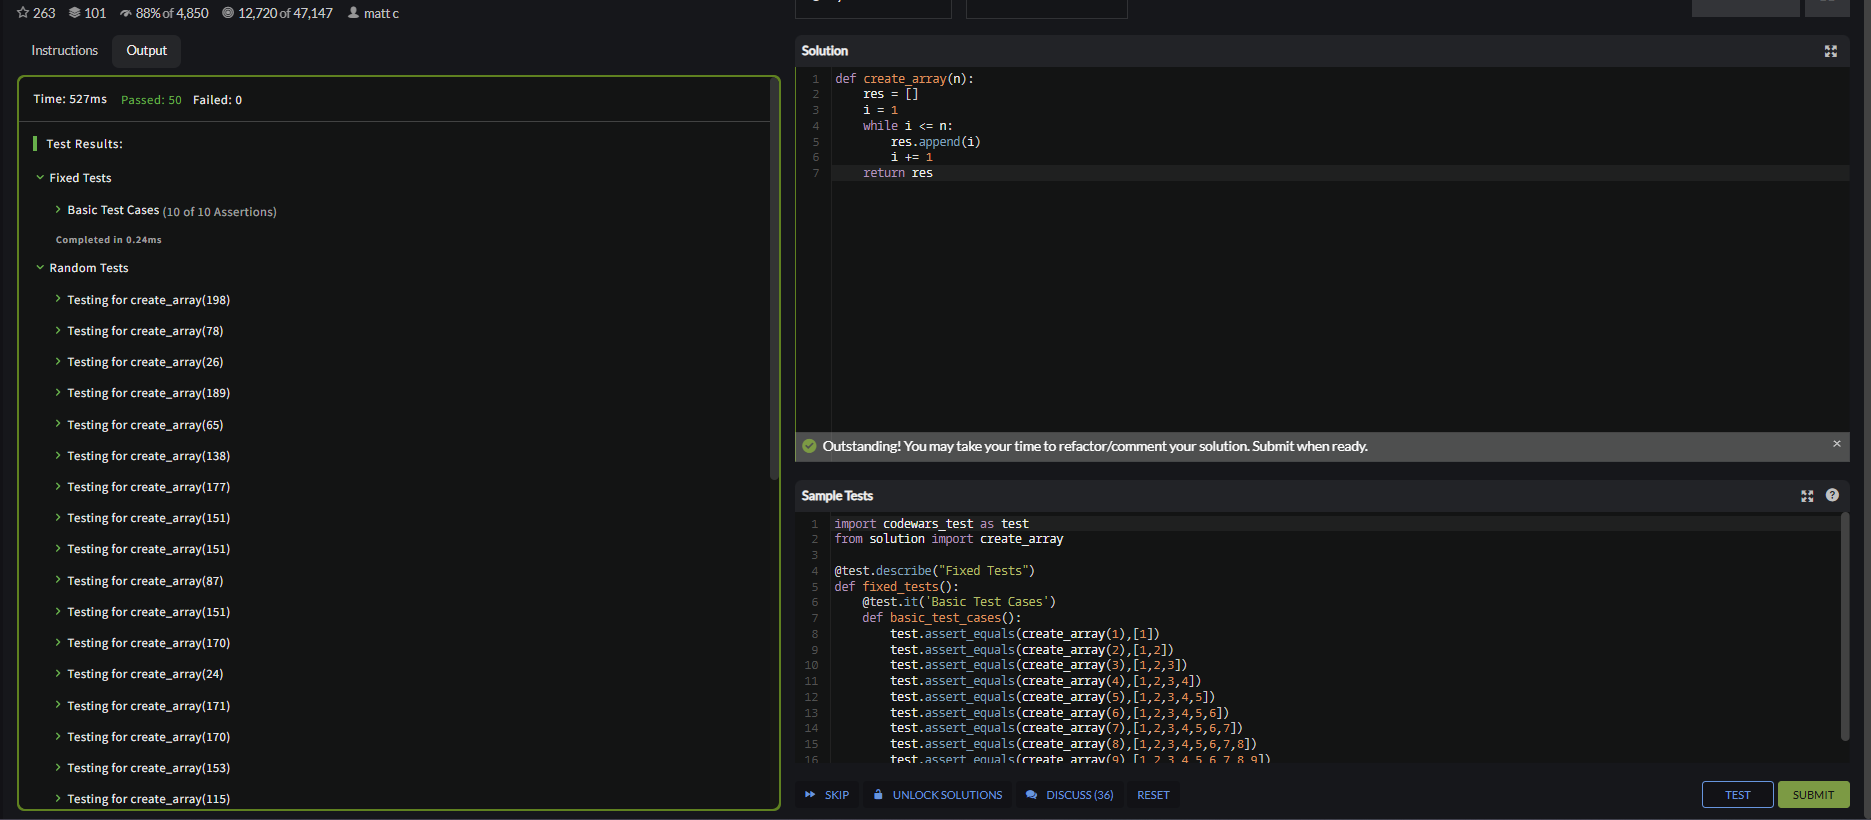 263 101 88% of 4,850 12,720 of 47,147 matt c
Instructions Output
Time: 527ms Passed: 50 Failed: 0
Test Results:
Fixed Tests
Basic Test Cases (10 of 10 Assertions)
Completed in 0.24ms
Random Tests
Testing for create_array(198)
Testing for create_array(78)
Testing for create_array(26)
Testing for create_array(189)
Testing for create_array(65)
Testing for create_array(138)
Testing for create_array(177)
Testing for create_array(151)
Testing for create_array(151)
Testing for create_array(87)
Testing for create_array(151)
Testing for create_array(170)
Testing for create_array(24)
Testing for create_array(171)
Testing for create_array(170)
Testing for create_array(153)
Testing for create_array(115)
Solution
1 def create_array(n):
2 res = []
3 i = 1
4 while i <= n:
5 res.append(i)
6 i += 1
7 return res
Outstanding! You may take your time to refactor/comment your solution. Submit when ready.
Sample Tests
1 import codewars_test as test
2 from solution import create_array
3
4 @test.describe("Fixed Tests")
5 def fixed_tests():
6 @test.it('Basic Test Cases')
7 def basic_test_cases():
8 test.assert_equals(create_array(1),[1])
9 test.assert_equals(create_array(2),[1,2])
10 test.assert_equals(create_array(3),[1,2,3])
11 test.assert_equals(create_array(4),[1,2,3,4])
12 test.assert_equals(create_array(5),[1,2,3,4,5])
13 test.assert_equals(create_array(6),[1,2,3,4,5,6])
14 test.assert_equals(create_array(7),[1,2,3,4,5,6,7])
15 test.assert_equals(create_array(8),[1,2,3,4,5,6,7,8])
16 test.assert_equals(create_array(9),[1,2,3,4,5,6,7,8,9])
SKIP UNLOCK SOLUTIONS DISCUSS (36) RESET TEST SUBMIT